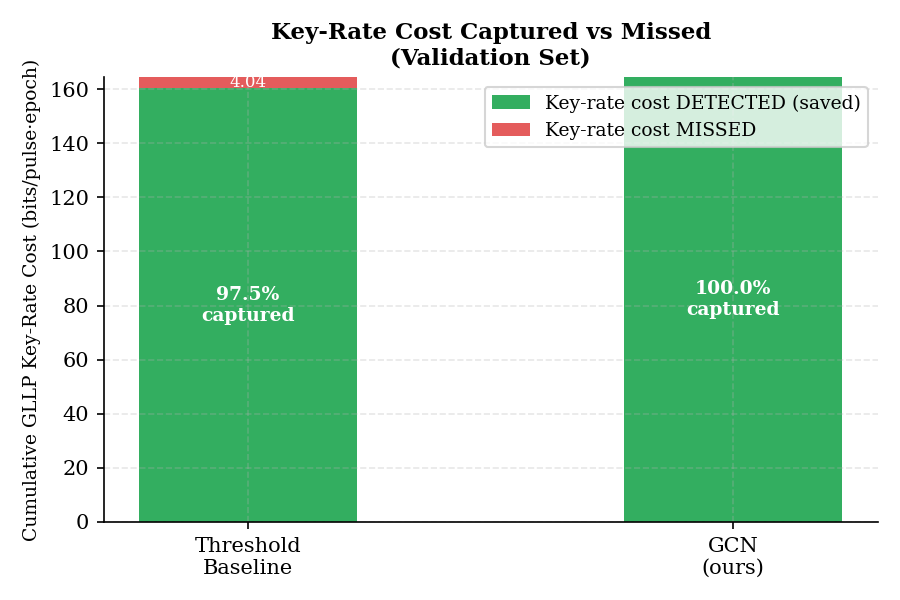 Key-Rate Cost Captured vs Missed
(Validation Set)
Cumulative GLLP Key-Rate Cost (bits/pulse·epoch)
160
140
120
100
80
60
40
20
0
4.04
97.5%
captured
Key-rate cost DETECTED (saved)
Key-rate cost MISSED
100.0%
captured
Threshold
Baseline
GCN
(ours)